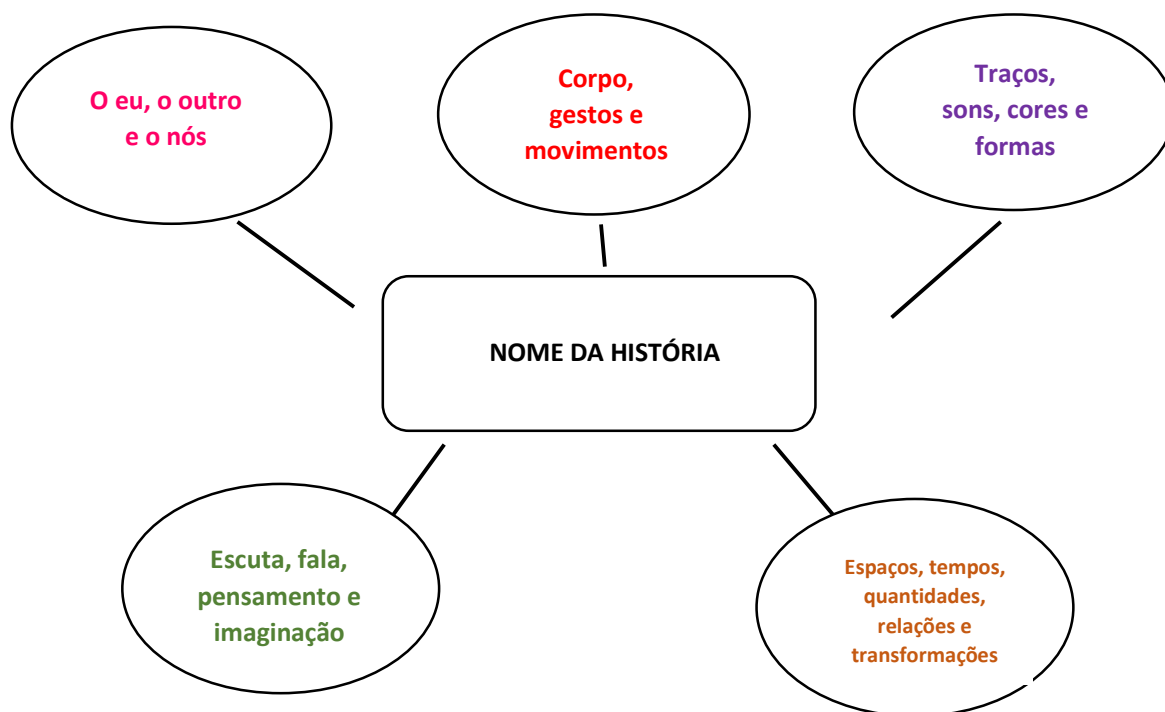 O eu, o outro
e o nós
Corpo,
gestos e
movimentos
Traços,
sons, cores e
formas
NOME DA HISTÓRIA
Escuta, fala,
pensamento e
imaginação
Espaços, tempos,
quantidades,
relações e
transformações